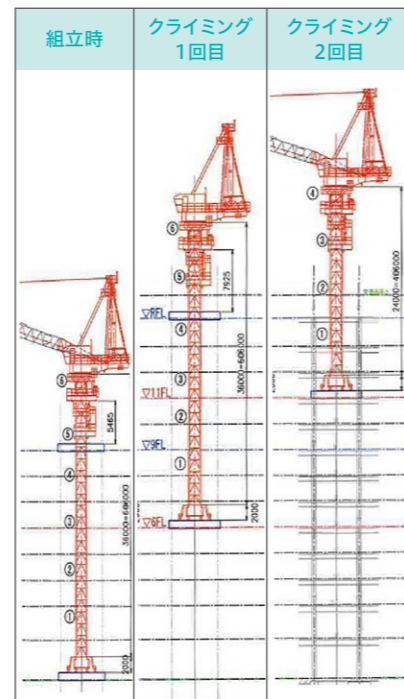 組立時
クライミング
1回目
クライミング
2回目
⑥
5465
⑤
④
③
②
①
36000=6@6000
2000
⑥
7925
⑤
▽RFL
④
③
▽11FL
②
▽9FL
①
36000=6@6000
2000
▽6FL
④
③
②
①
24000=4@6000